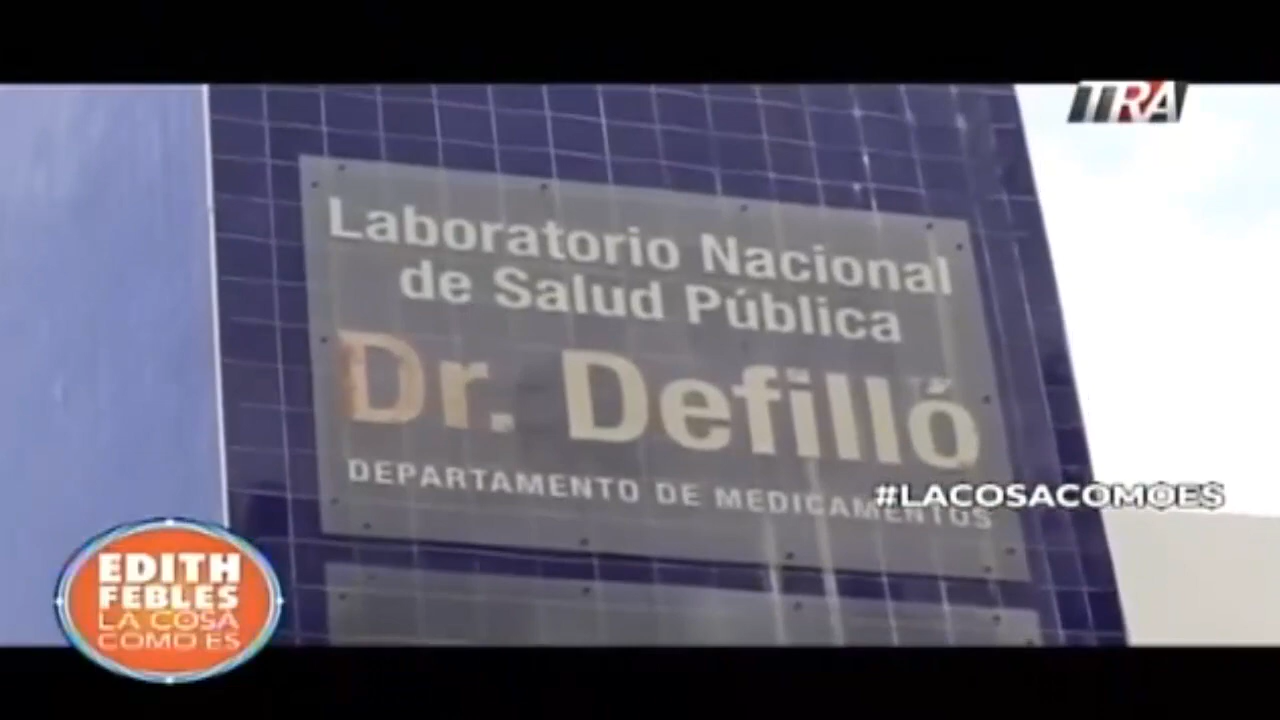 TRA
Laboratorio Nacional
de Salud Pública
Dr. Defilló
DEPARTAMENTO DE MEDICAMENTOS
#LACOSACOMOES
EDITH
FEBLES
LA COSA
COMO ES